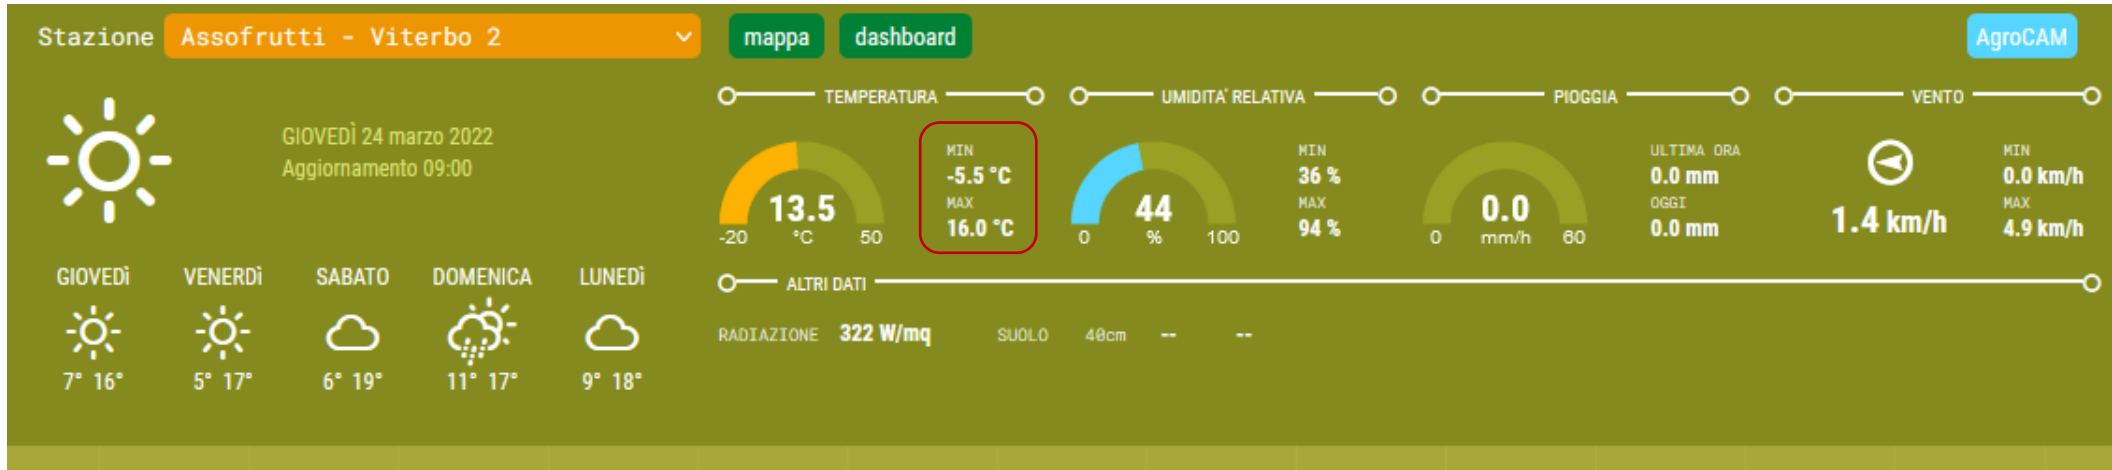 Stazione Assofrutti - Viterbo 2 mappa dashboard AgroCAM
GIOVEDÌ 24 marzo 2022
Aggiornamento 09:00
TEMPERATURA
13.5
-20 °C 50
MIN
-5.5 °C
MAX
16.0 °C
UMIDITA' RELATIVA
44
0 % 100
MIN
36 %
MAX
94 %
PIOGGIA
0.0
0 mm/h 60
ULTIMA ORA
0.0 mm
OGGI
0.0 mm
VENTO
1.4 km/h
MIN
0.0 km/h
MAX
4.9 km/h
GIOVEDì VENERDì SABATO DOMENICA LUNEDì
7° 16° 5° 17° 6° 19° 11° 17° 9° 18°
ALTRI DATI
RADIAZIONE 322 W/mq SUOLO 40cm -- --